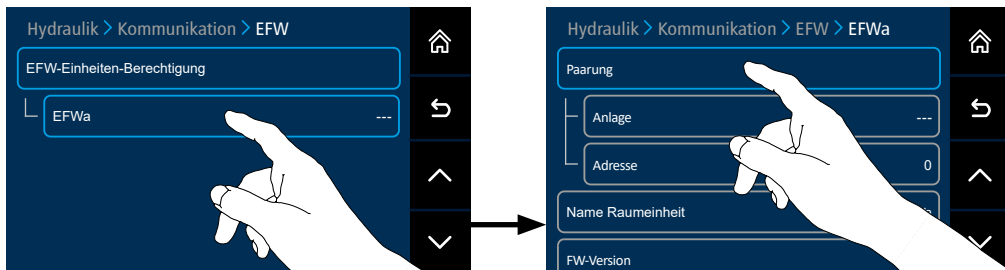 Hydraulik > Kommunikation > EFW
EFW-Einheiten-Berechtigung
EFWa ---
Hydraulik > Kommunikation > EFW > EFWa
Paarung
Anlage ---
Adresse 0
Name Raumeinheit
FW-Version